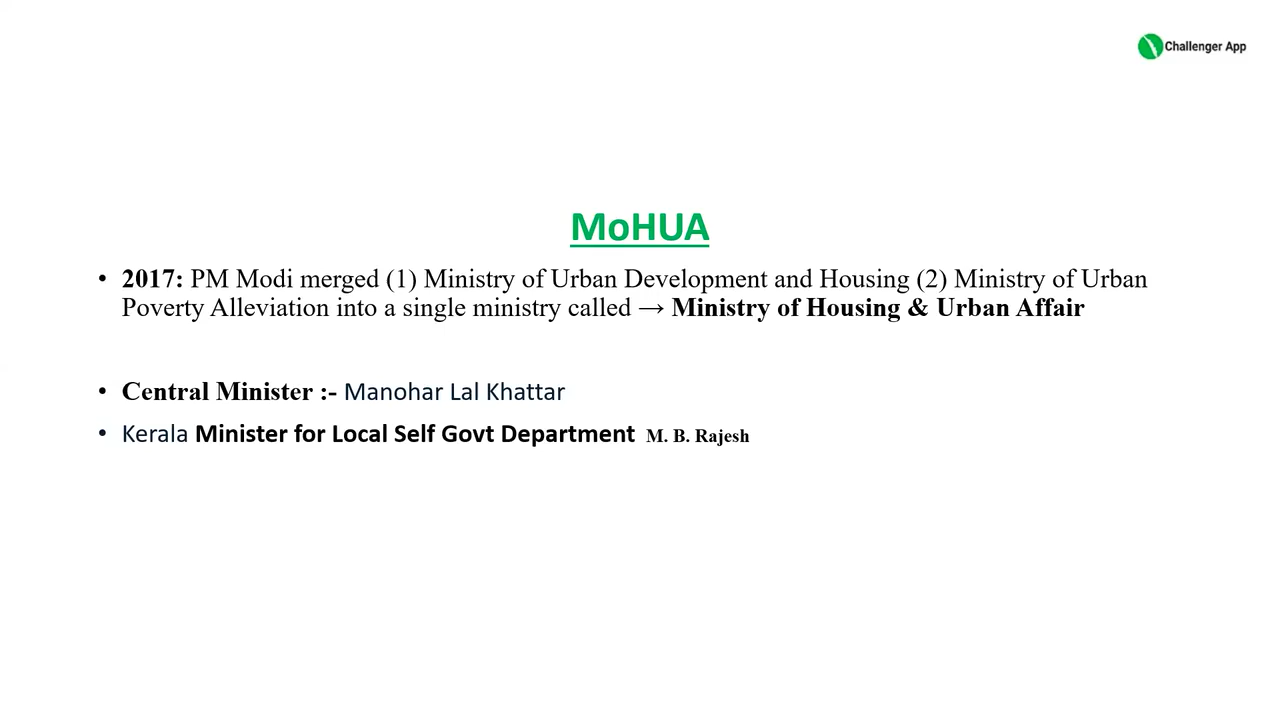 Challenger App
MoHUA
• 2017: PM Modi merged (1) Ministry of Urban Development and Housing (2) Ministry of Urban
Poverty Alleviation into a single ministry called → Ministry of Housing & Urban Affair
• Central Minister :- Manohar Lal Khattar
• Kerala Minister for Local Self Govt Department M. B. Rajesh